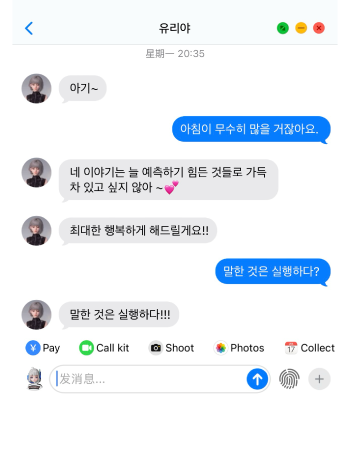 유리야
星期一 20:35
아기~
아침이 무수히 많을 거잖아요.
네 이야기는 늘 예측하기 힘든 것들로 가득
차 있고 싶지 않아 ~💕
최대한 행복하게 해드릴게요!!
말한 것은 실행하다?
말한 것은 실행하다!!!
Pay Call kit Shoot Photos Collect
发消息...